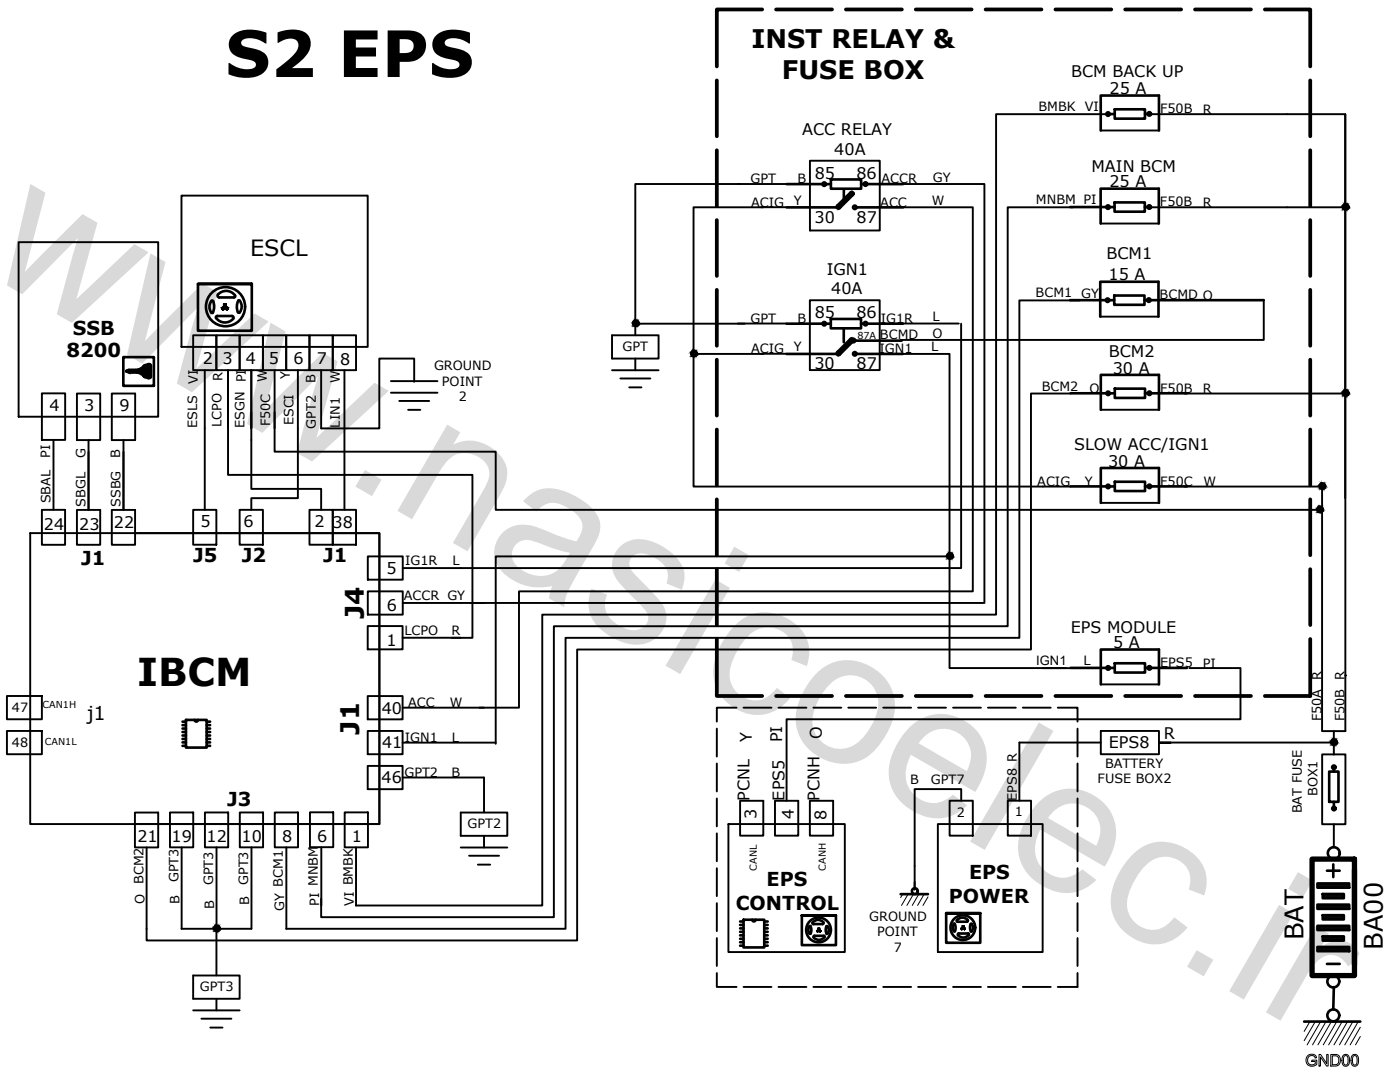 S2 EPS
INST RELAY &
FUSE BOX
BCM BACK UP
25 A
BMBK VI
F50B R
ACC RELAY
40A
GPT B
85 86
ACCR GY
ACIG Y
30 87
ACC W
MAIN BCM
25 A
MNBM PI
F50B R
IGN1
40A
GPT B
85 86
IG1R L
87A
BCMD O
ACIG Y
30 87
IGN1 L
GPT
BCM1
15 A
BCM1 GY
BCMD O
BCM2
30 A
BCM2 O
F50B R
SLOW ACC/IGN1
30 A
ACIG Y
F50C W
EPS MODULE
5 A
IGN1 L
EPS5 PI
F50A R
F50B R
ESCL
2 3 4 5 6 7 8
ESLS VI
LCPO R
ESGN PI
F50C W
ESCI Y
GPT2 B
LIN1 W
GROUND
POINT
2
SSB
8200
4 3 9
SBAL PI
SBGL G
SSBG B
24 23 22
J1
5
J5
6
J2
2 38
J1
IBCM
J4
5 IG1R L
6 ACCR GY
1 LCPO R
J1
40 ACC W
41 IGN1 L
46 GPT2 B
GPT2
47 CAN1H
j1
48 CAN1L
J3
21 19 12 10 8 6 1
O BCM2
B GPT3
B GPT3
B GPT3
GY BCM1
PI MNBM
VI BMBK
GPT3
PCNL Y
EPS5 PI
PCNH O
3 4 8
CANL
CANH
EPS
CONTROL
B GPT7
EPS8 R
2 1
EPS
POWER
GROUND
POINT
7
EPS8 R
BATTERY
FUSE BOX2
BAT FUSE
BOX1
+
BAT
BA00
−
GND00
www.nasicoelec.ir